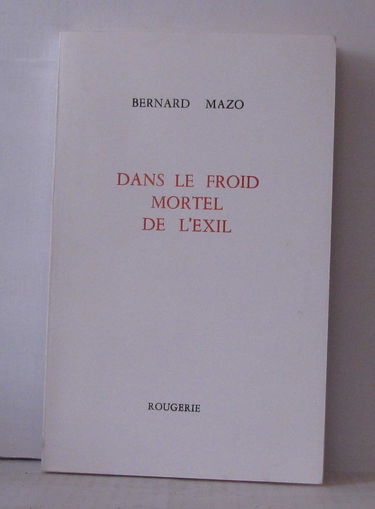 BERNARD MAZO
DANS LE FROID
MORTEL
DE L'EXIL
ROUGERIE